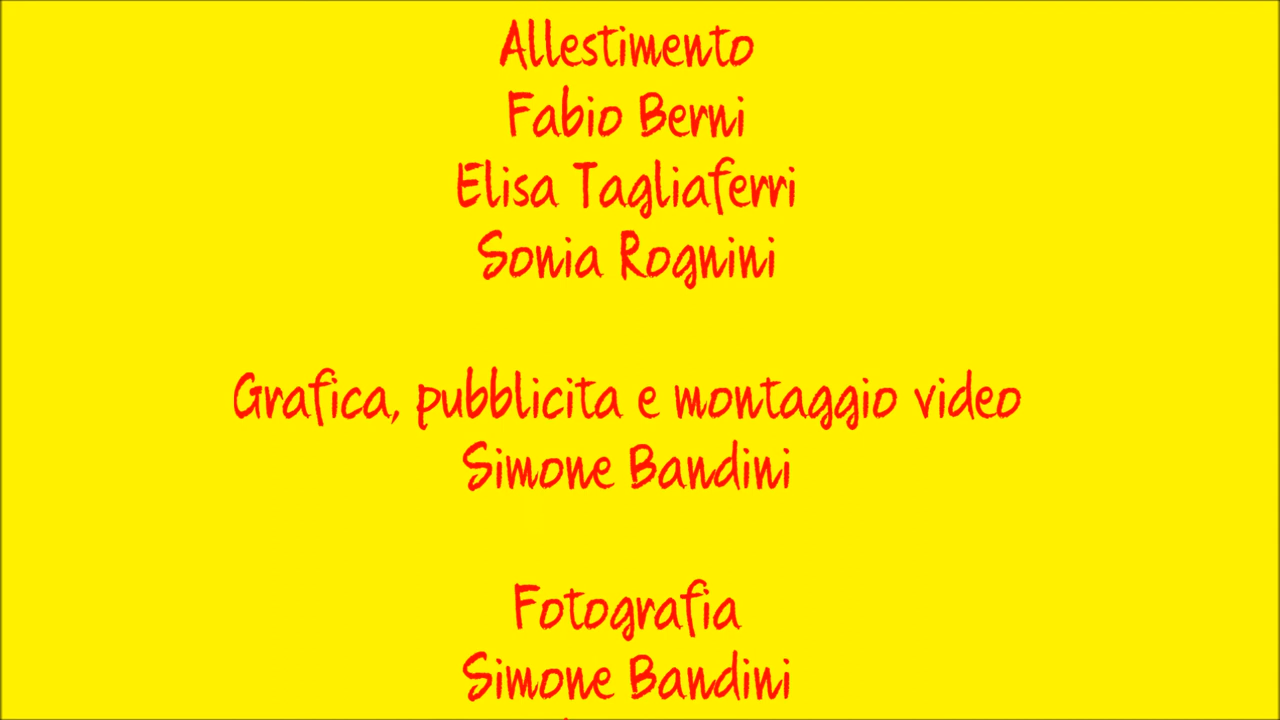 Allestimento
Fabio Berni
Elisa Tagliaferri
Sonia Rognini
Grafica, pubblicita e montaggio video
Simone Bandini
Fotografia
Simone Bandini